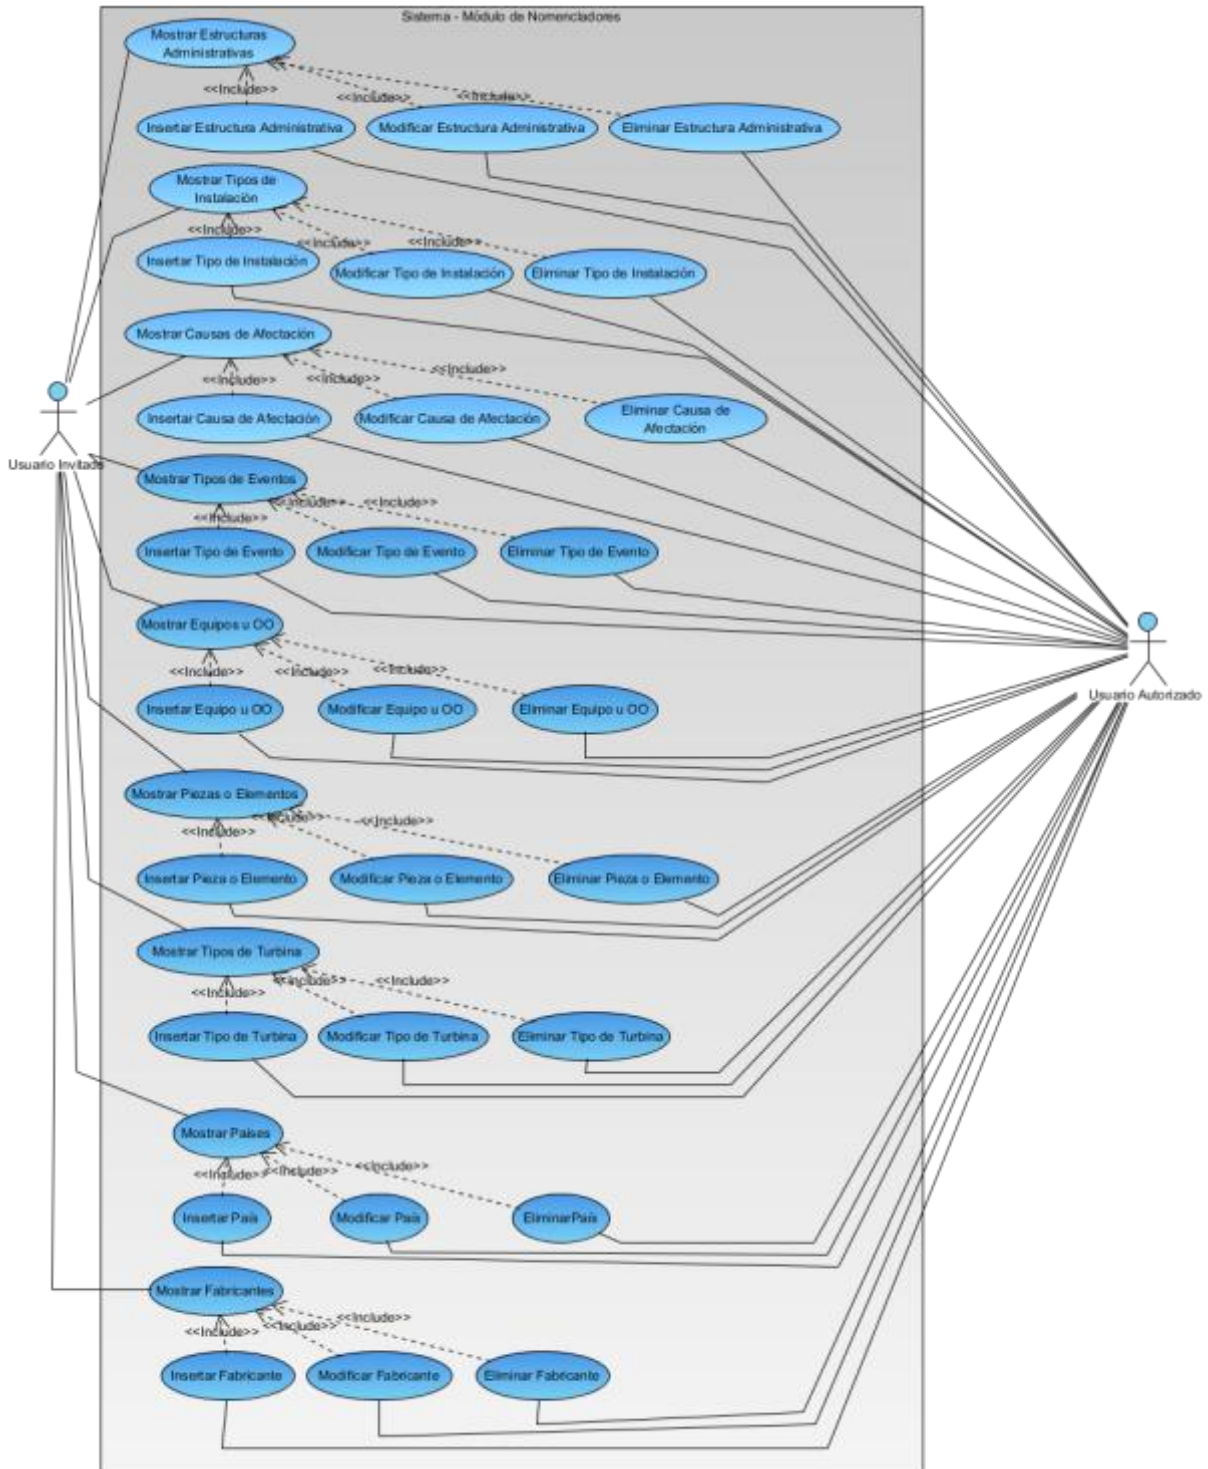 Sistema - Módulo de Nomencladores
Mostrar Estructuras
Administrativas
<<Include>>
<<Include>>
<<Include>>
Insertar Estructura Administrativa
Modificar Estructura Administrativa
Eliminar Estructura Administrativa
Mostrar Tipos de
Instalación
<<Include>>
<<Include>>
<<Include>>
Insertar Tipo de Instalación
Modificar Tipo de Instalación
Eliminar Tipo de Instalación
Mostrar Causas de Afectación
<<Include>>
<<Include>>
<<Include>>
Insertar Causa de Afectación
Modificar Causa de Afectación
Eliminar Causa de
Afectación
Usuario Invitado
Mostrar Tipos de Eventos
<<Include>>
<<Include>>
<<Include>>
Insertar Tipo de Evento
Modificar Tipo de Evento
Eliminar Tipo de Evento
Mostrar Equipos u OO
<<Include>>
<<Include>>
<<Include>>
Usuario Autorizado
Insertar Equipo u OO
Modificar Equipo u OO
Eliminar Equipo u OO
Mostrar Piezas o Elementos
<<Include>>
<<Include>>
<<Include>>
Insertar Pieza o Elemento
Modificar Pieza o Elemento
Eliminar Pieza o Elemento
Mostrar Tipos de Turbina
<<Include>>
<<Include>>
<<Include>>
Insertar Tipo de Turbina
Modificar Tipo de Turbina
Eliminar Tipo de Turbina
Mostrar Países
<<Include>>
<<Include>>
<<Include>>
Insertar País
Modificar País
EliminarPaís
Mostrar Fabricantes
<<Include>>
<<Include>>
<<Include>>
Insertar Fabricante
Modificar Fabricante
Eliminar Fabricante